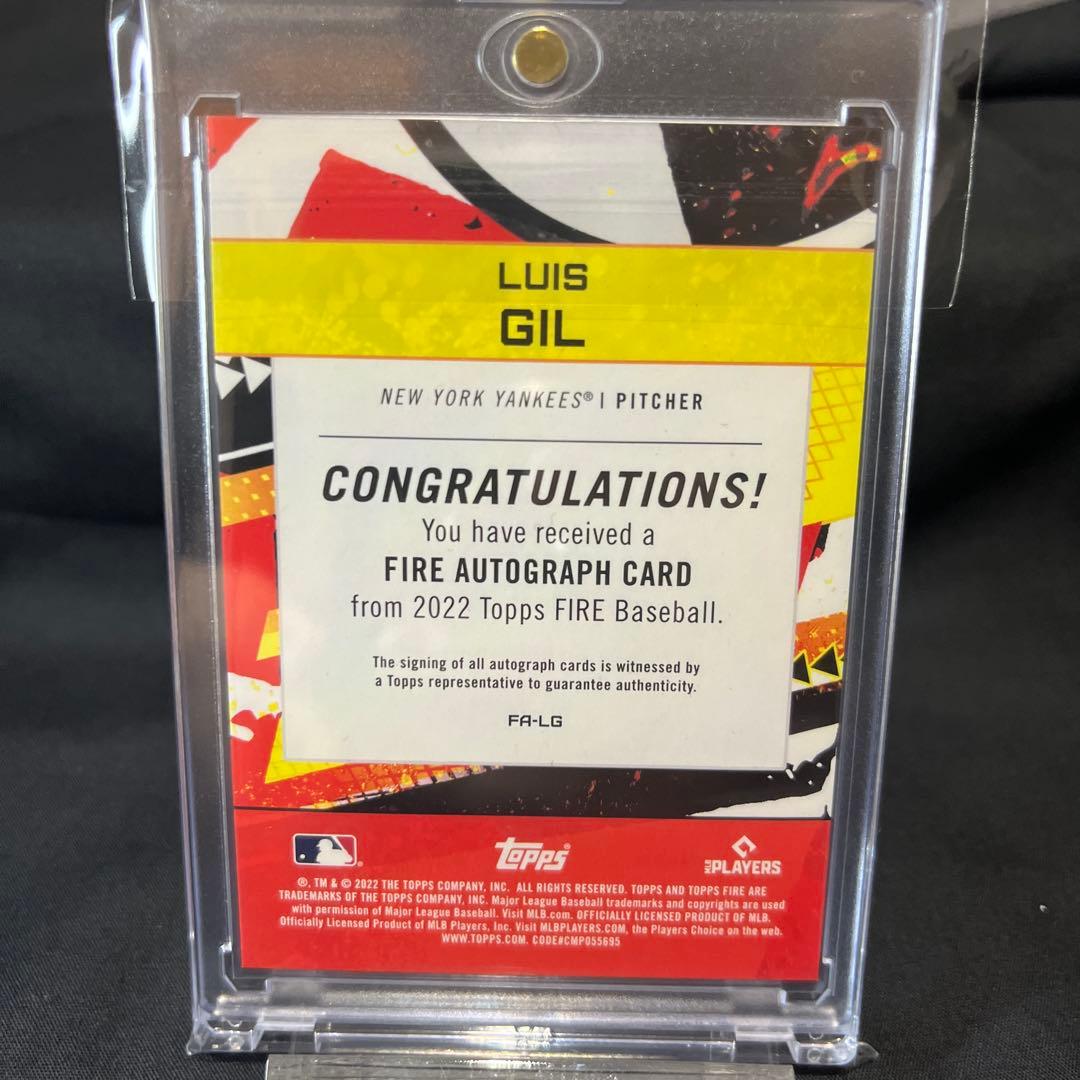 LUIS
GIL
NEW YORK YANKEES® | PITCHER
CONGRATULATIONS!
You have received a
FIRE AUTOGRAPH CARD
from 2022 Topps FIRE Baseball.
The signing of all autograph cards is witnessed by
a Topps representative to guarantee authenticity.
FA-LG
topps®
MLB PLAYERS
®, TM & © 2022 THE TOPPS COMPANY, INC. ALL RIGHTS RESERVED. TOPPS AND TOPPS FIRE ARE
TRADEMARKS OF THE TOPPS COMPANY, INC. Major League Baseball trademarks and copyrights are used
with permission of Major League Baseball. Visit MLB.com. OFFICIALLY LICENSED PRODUCT OF MLB.
Officially Licensed Product of MLB Players, Inc. Visit MLBPLAYERS.COM, the Players Choice on the web.
WWW.TOPPS.COM. CODE#CMP055695